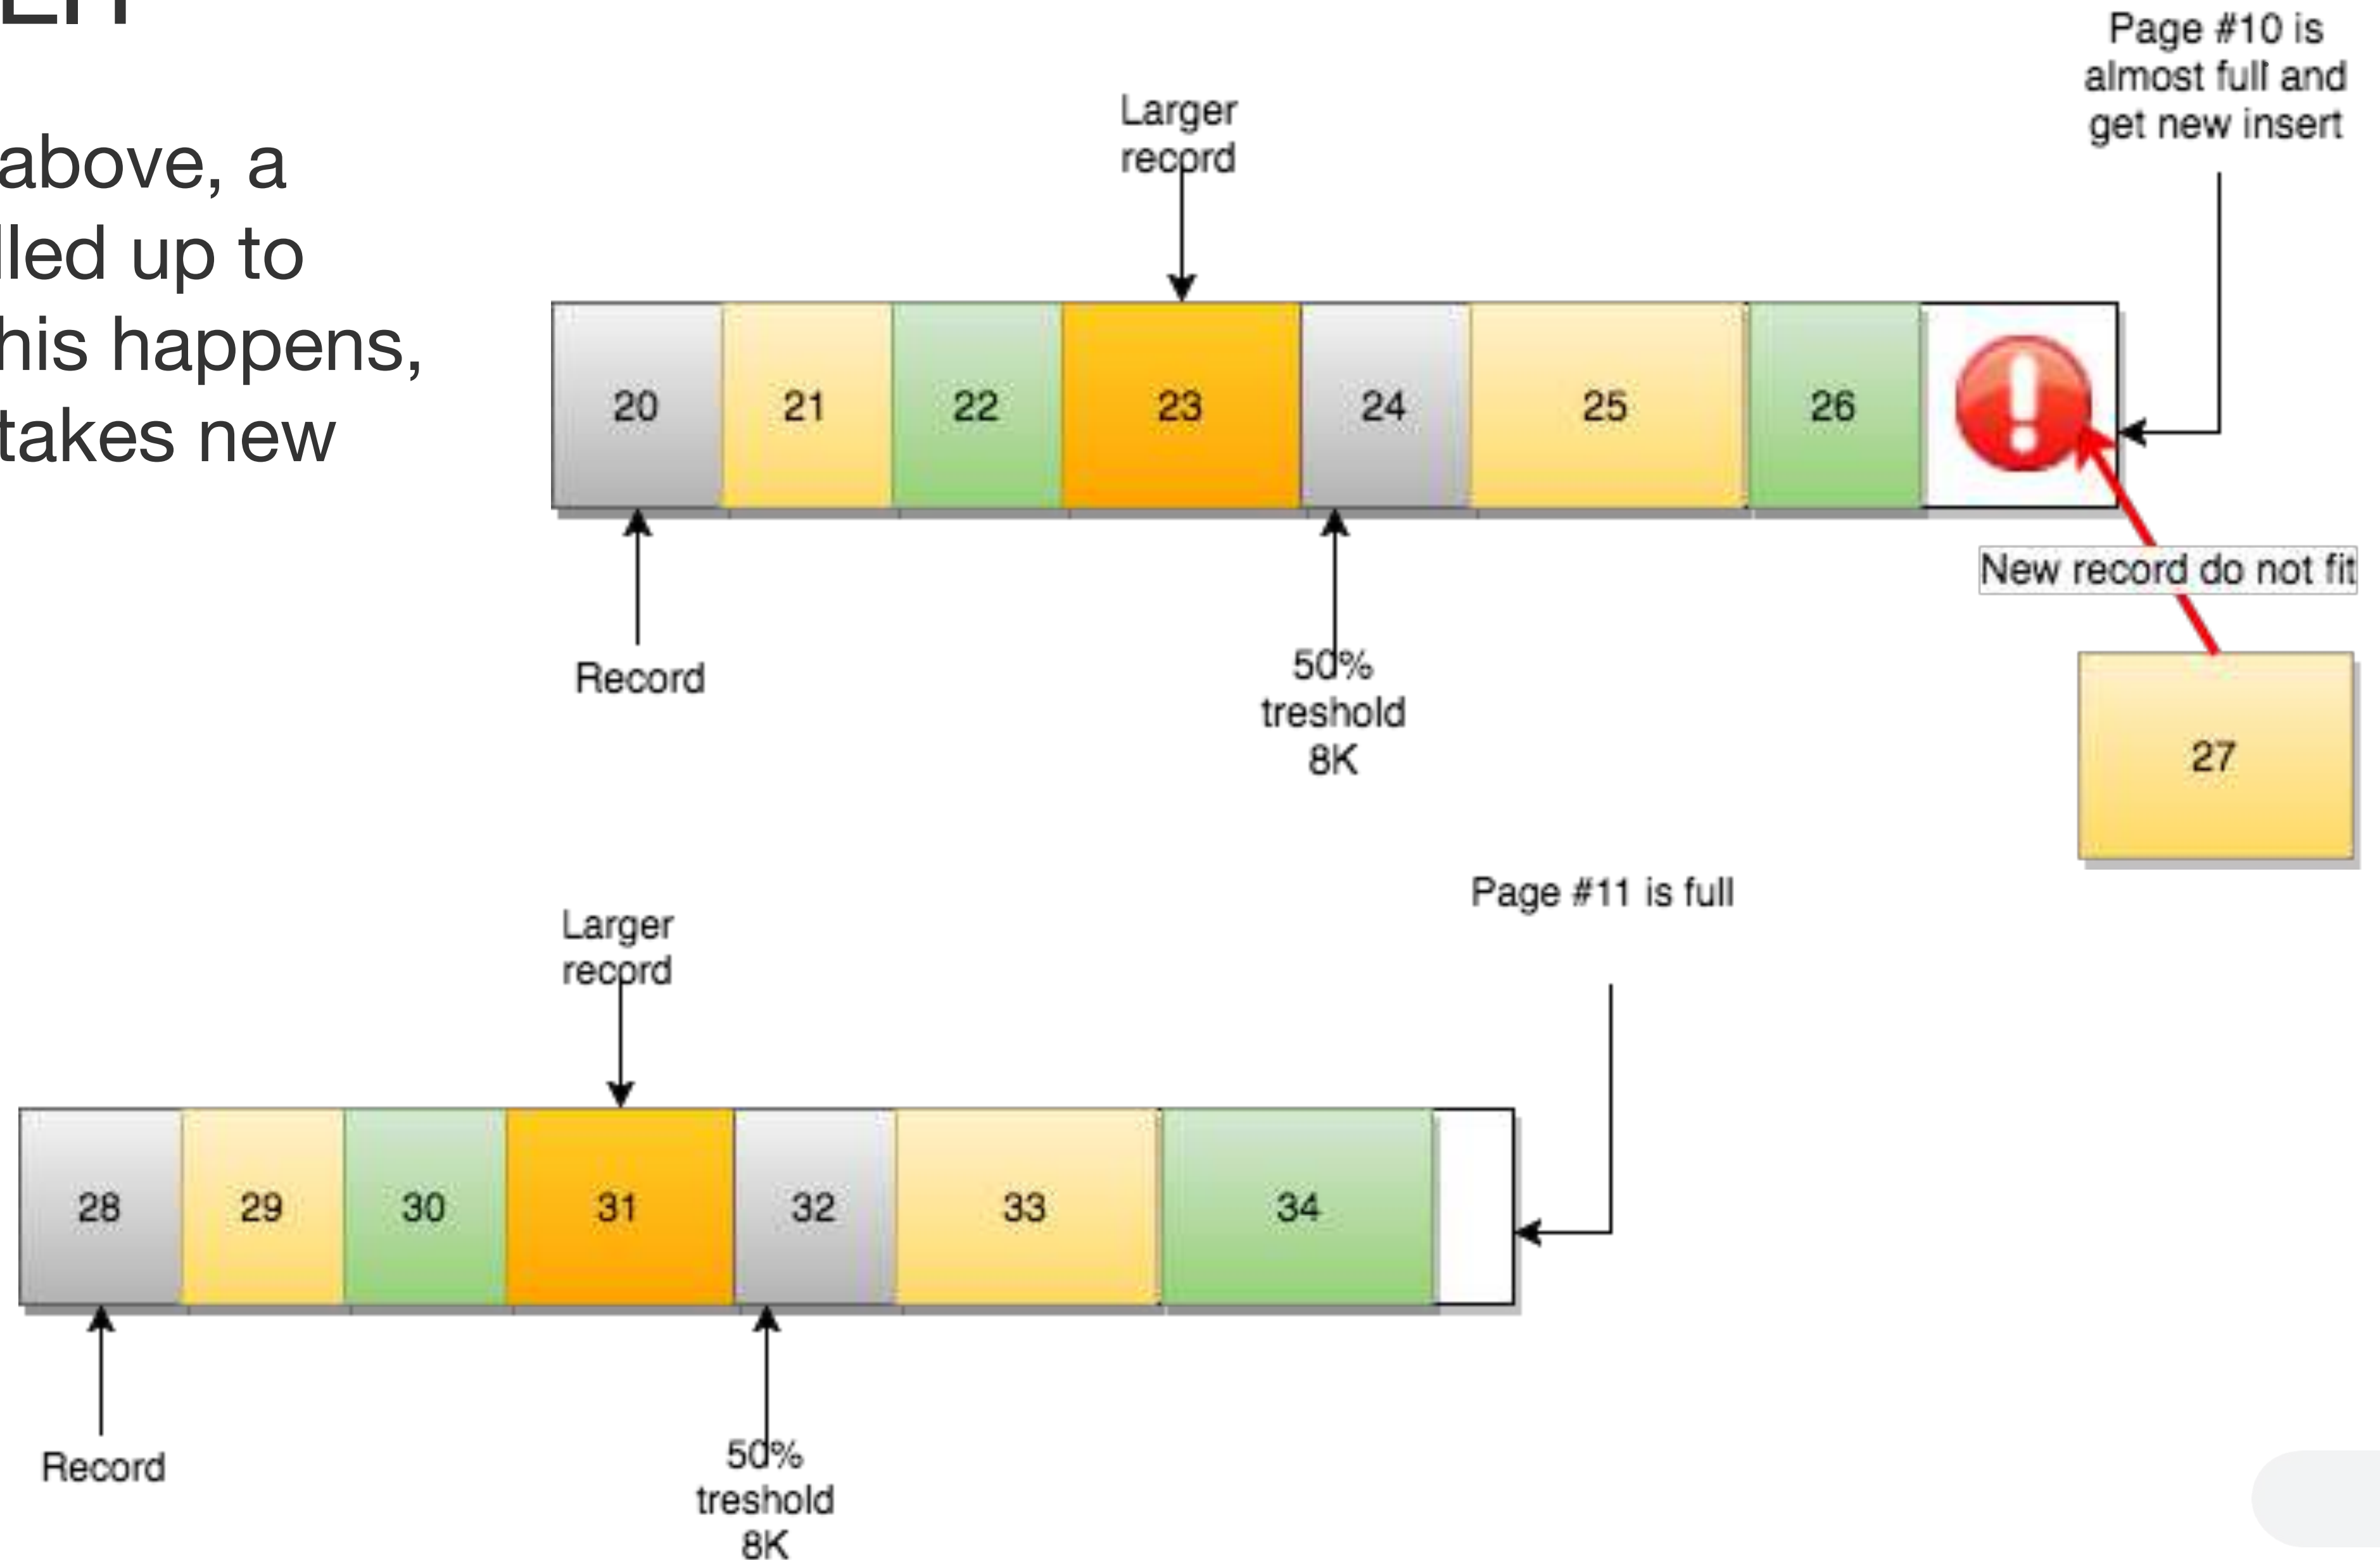 above, a
lled up to
his happens,
takes new
Page #10 is
almost full and
get new insert
Larger
record
20
21
22
23
24
25
26
New record do not fit
Record
50%
treshold
8K
27
Page #11 is full
Larger
record
28
29
30
31
32
33
34
Record
50%
treshold
8K